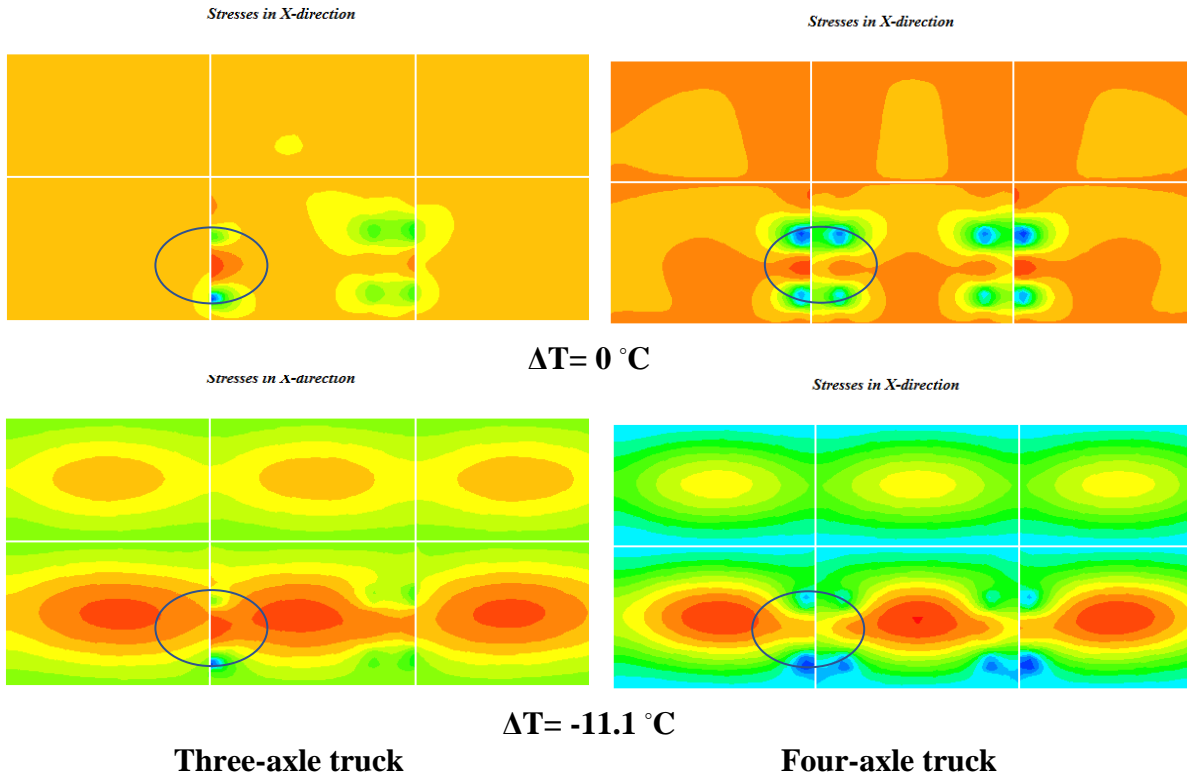 Stresses in X-direction
Stresses in X-direction
ΔT= 0 °C
Stresses in X-direction
Stresses in X-direction
ΔT= -11.1 °C
Three-axle truck
Four-axle truck